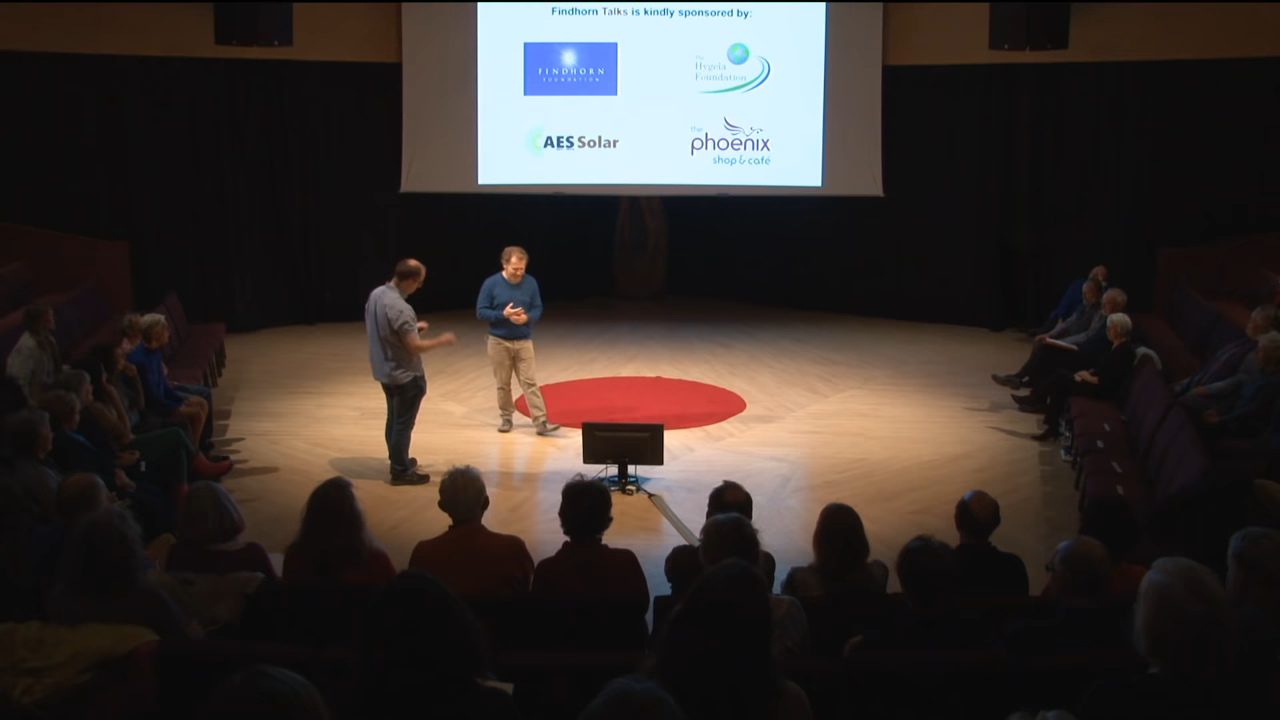 Findhorn Talks is kindly sponsored by:
FINDHORN
FOUNDATION
The
Hygeia
Foundation
AES Solar
the
phoenix
shop & café